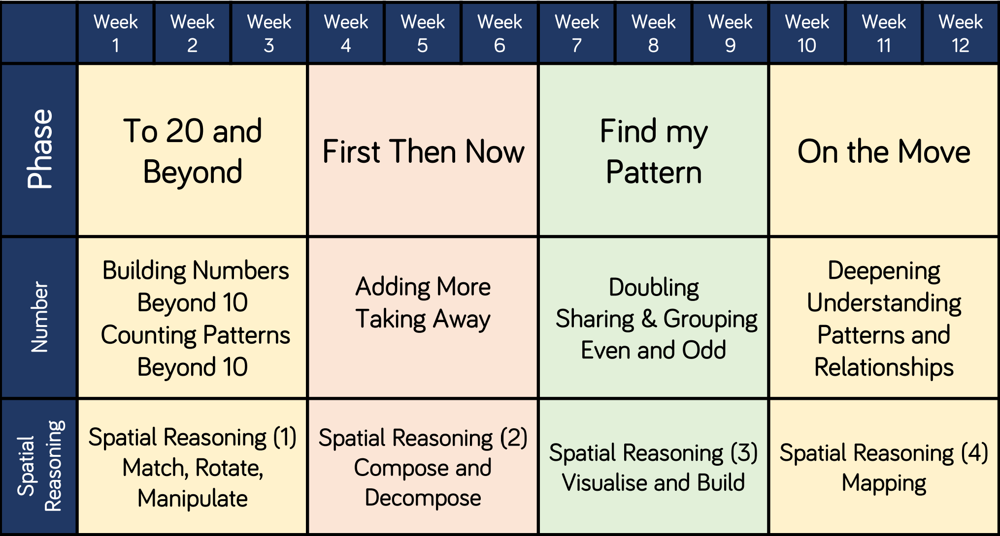 Week 1
Week 2
Week 3
Week 4
Week 5
Week 6
Week 7
Week 8
Week 9
Week 10
Week 11
Week 12
Phase
To 20 and
Beyond
First Then Now
Find my
Pattern
On the Move
Number
Building Numbers
Beyond 10
Counting Patterns
Beyond 10
Adding More
Taking Away
Doubling
Sharing & Grouping
Even and Odd
Deepening
Understanding
Patterns and
Relationships
Spatial
Reasoning
Spatial Reasoning (1)
Match, Rotate,
Manipulate
Spatial Reasoning (2)
Compose and
Decompose
Spatial Reasoning (3)
Visualise and Build
Spatial Reasoning (4)
Mapping